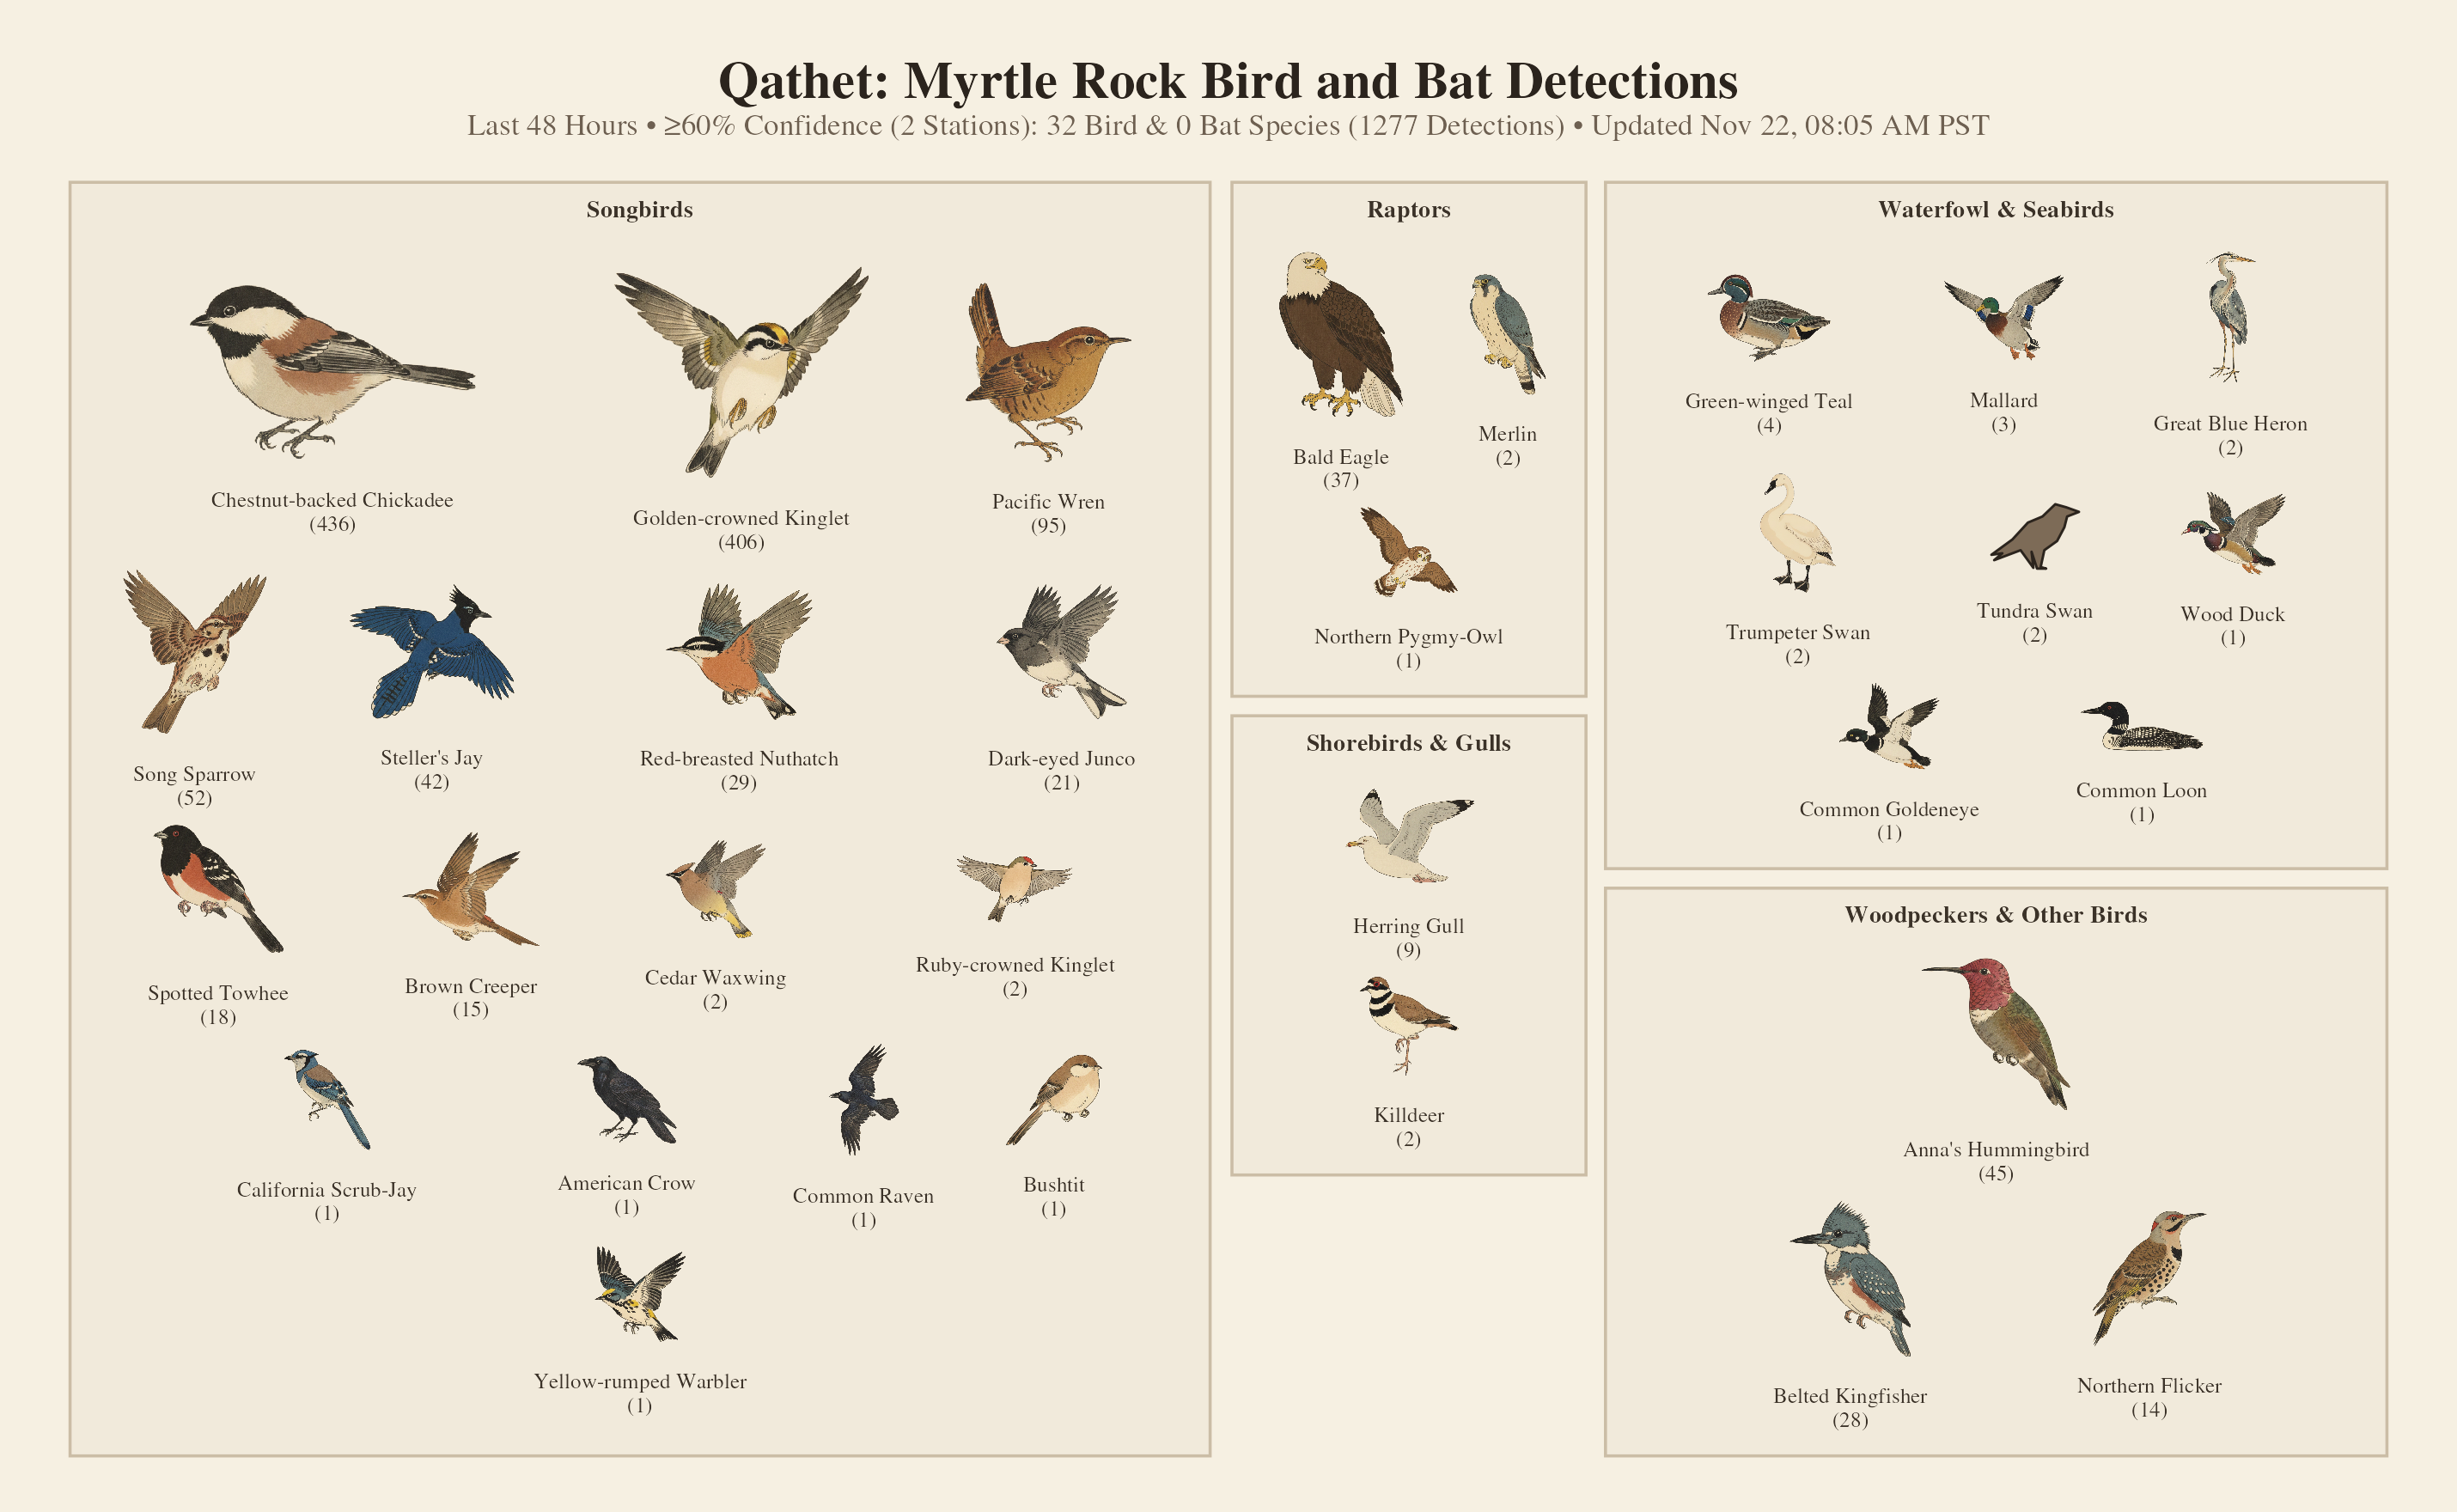 Qathet: Myrtle Rock Bird and Bat Detections
Last 48 Hours • ≥60% Confidence (2 Stations): 32 Bird & 0 Bat Species (1277 Detections) • Updated Nov 22, 08:05 AM PST
Songbirds
Chestnut-backed Chickadee
(436)
Golden-crowned Kinglet
(406)
Pacific Wren
(95)
Song Sparrow
(52)
Steller's Jay
(42)
Red-breasted Nuthatch
(29)
Dark-eyed Junco
(21)
Spotted Towhee
(18)
Brown Creeper
(15)
Cedar Waxwing
(2)
Ruby-crowned Kinglet
(2)
California Scrub-Jay
(1)
American Crow
(1)
Common Raven
(1)
Bushtit
(1)
Yellow-rumped Warbler
(1)
Raptors
Bald Eagle
(37)
Merlin
(2)
Northern Pygmy-Owl
(1)
Shorebirds & Gulls
Herring Gull
(9)
Killdeer
(2)
Waterfowl & Seabirds
Green-winged Teal
(4)
Mallard
(3)
Great Blue Heron
(2)
Trumpeter Swan
(2)
Tundra Swan
(2)
Wood Duck
(1)
Common Goldeneye
(1)
Common Loon
(1)
Woodpeckers & Other Birds
Anna's Hummingbird
(45)
Belted Kingfisher
(28)
Northern Flicker
(14)